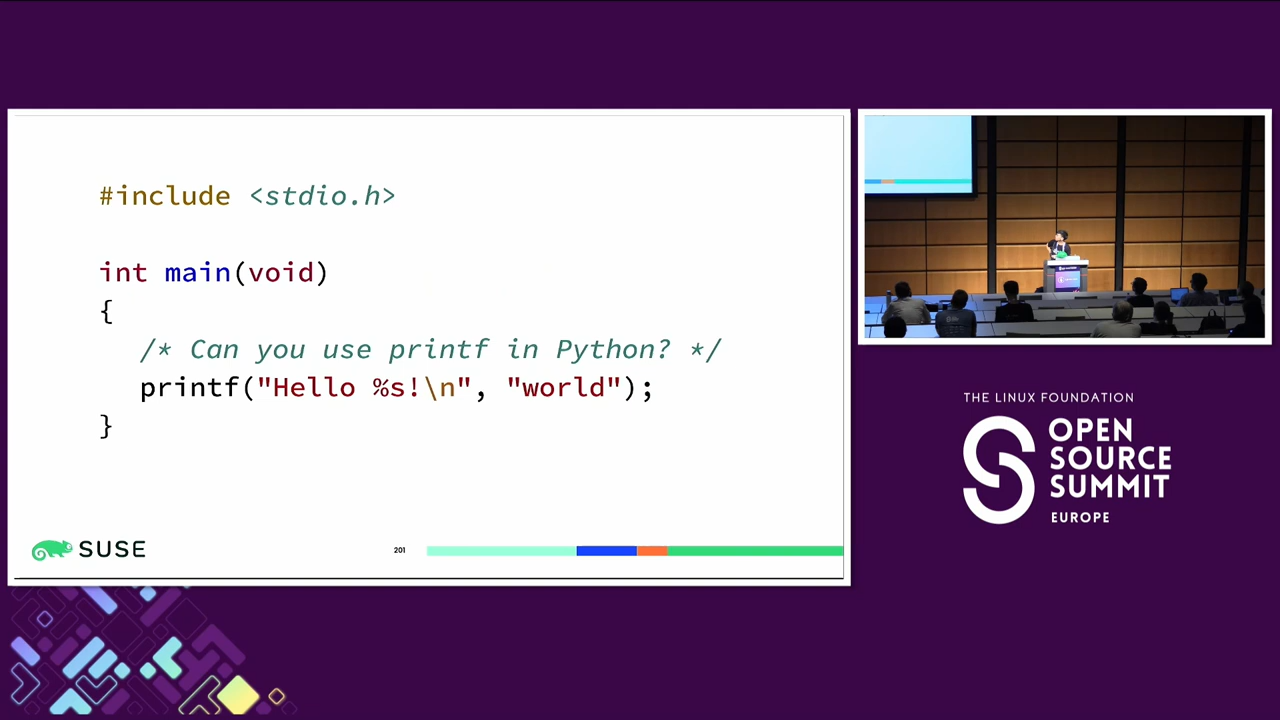 #include <stdio.h>
int main(void)
{
/* Can you use printf in Python? */
printf("Hello %s!\n", "world");
}
SUSE
201
THE LINUX FOUNDATION
OPEN
SOURCE
SUMMIT
EUROPE